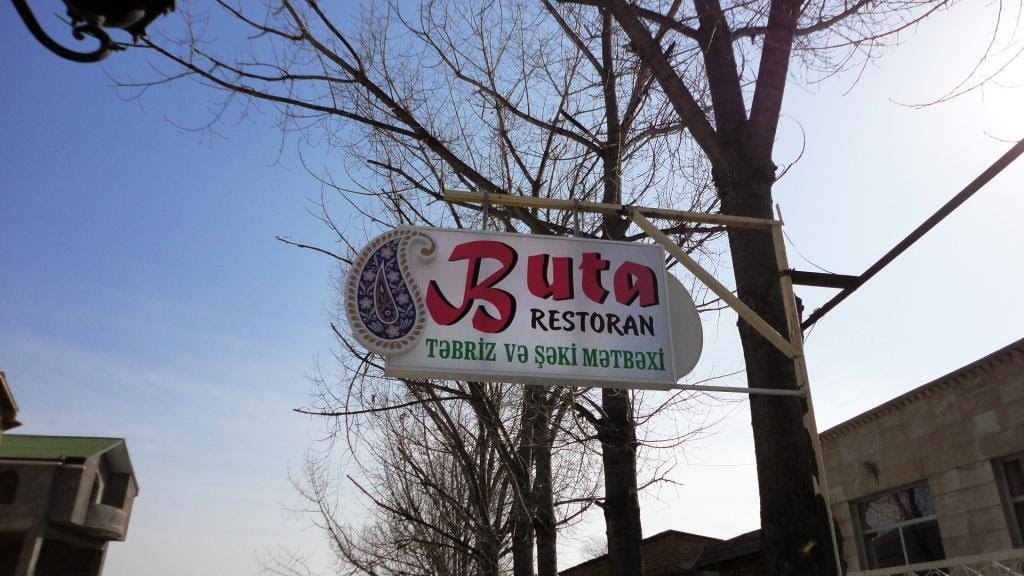 Buta
RESTORAN
TƏBRİZ VƏ ŞƏKİ MƏTBƏXİ